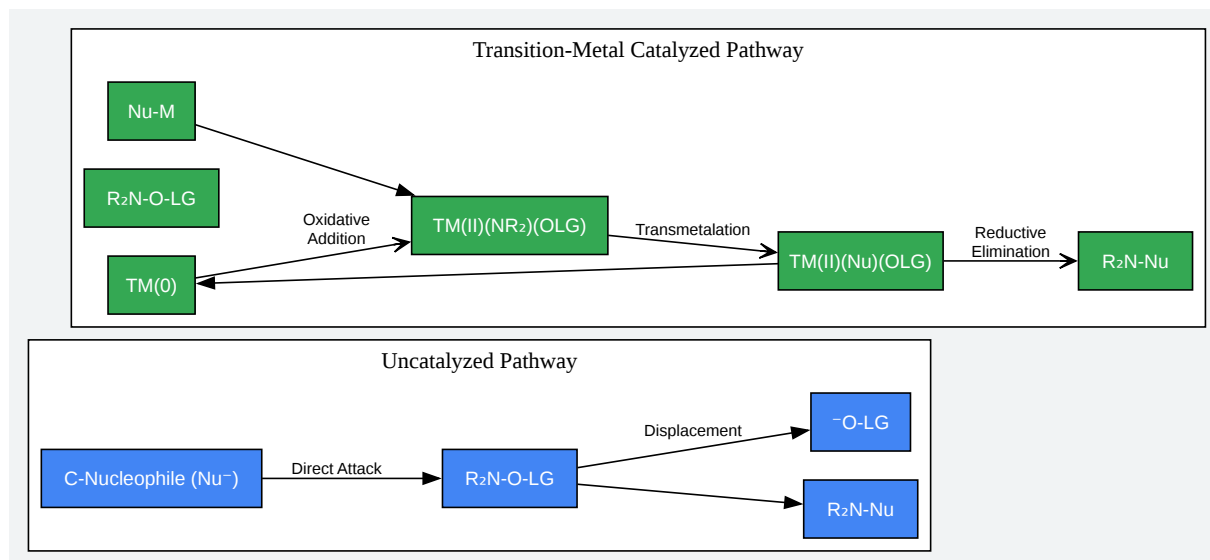 Transition-Metal Catalyzed Pathway
Nu-M
R₂N-O-LG
TM(0)
Oxidative
Addition
TM(II)(NR₂)(OLG)
Transmetalation
TM(II)(Nu)(OLG)
Reductive
Elimination
R₂N-Nu
Uncatalyzed Pathway
C-Nucleophile (Nu⁻)
Direct Attack
R₂N-O-LG
Displacement
⁻O-LG
R₂N-Nu